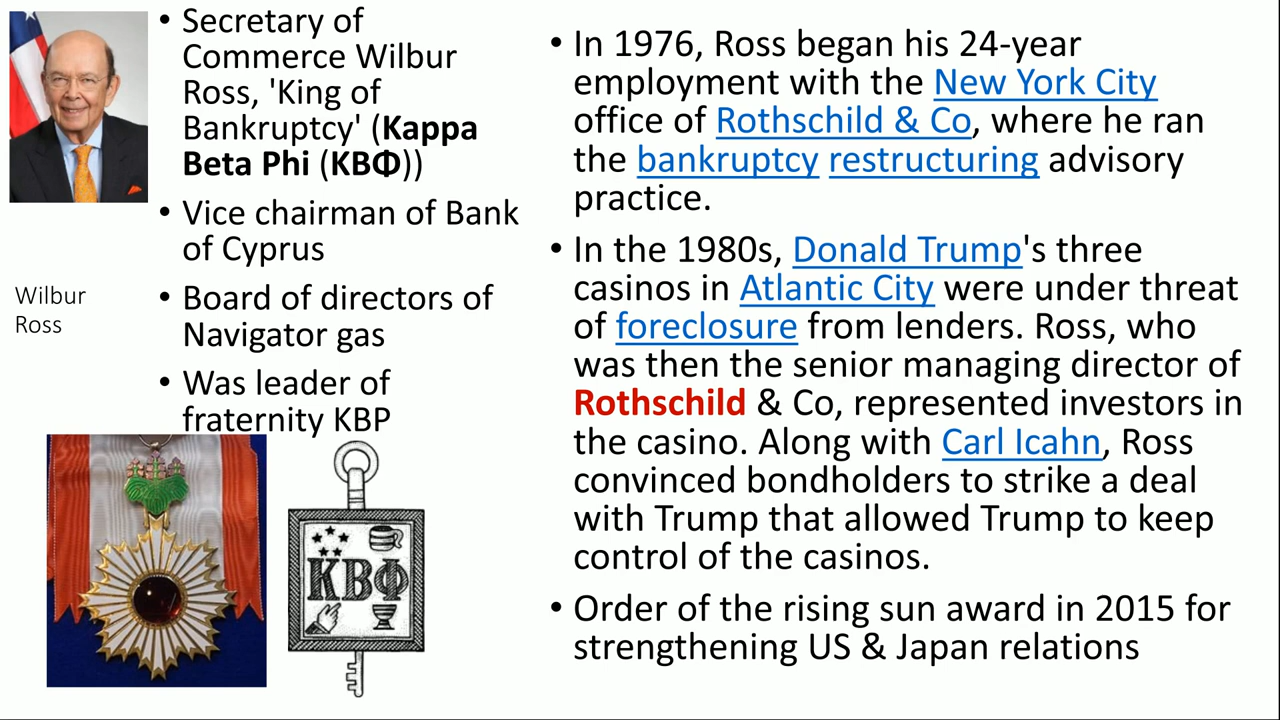 • Secretary of
Commerce Wilbur
Ross, 'King of
Bankruptcy' (Kappa
Beta Phi (KBΦ))
• Vice chairman of Bank
of Cyprus
• Board of directors of
Navigator gas
• Was leader of
fraternity KBP
Wilbur
Ross
KBΦ
• In 1976, Ross began his 24-year
employment with the New York City
office of Rothschild & Co, where he ran
the bankruptcy restructuring advisory
practice.
• In the 1980s, Donald Trump's three
casinos in Atlantic City were under threat
of foreclosure from lenders. Ross, who
was then the senior managing director of
Rothschild & Co, represented investors in
the casino. Along with Carl Icahn, Ross
convinced bondholders to strike a deal
with Trump that allowed Trump to keep
control of the casinos.
• Order of the rising sun award in 2015 for
strengthening US & Japan relations